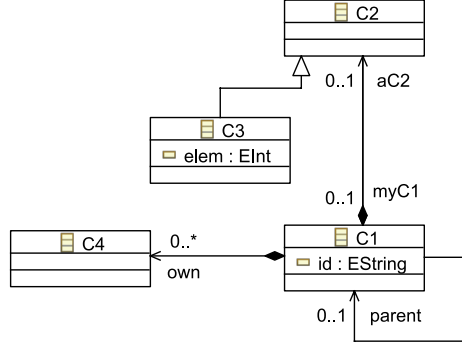 C2
0..1 aC2
C3
elem : EInt
0..1 myC1
C4
0..*
own
C1
id : EString
0..1 parent